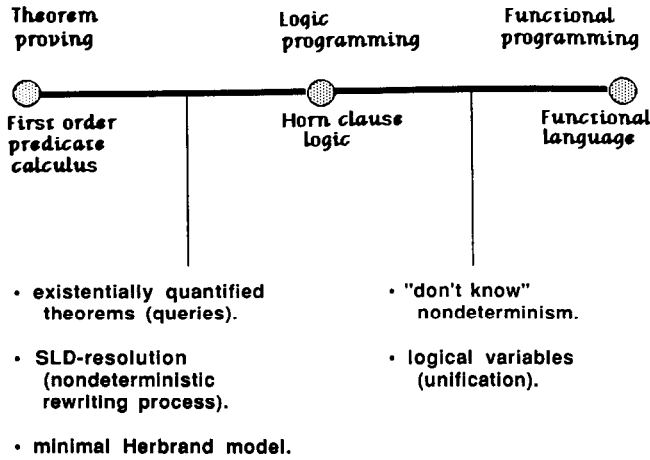 Theorem
proving
Logic
programming
Functional
programming
First order
predicate
calculus
Horn clause
logic
Functional
language
• existentially quantified
theorems (queries).
• SLD-resolution
(nondeterministic
rewriting process).
• minimal Herbrand model.
• "don't know"
nondeterminism.
• logical variables
(unification).